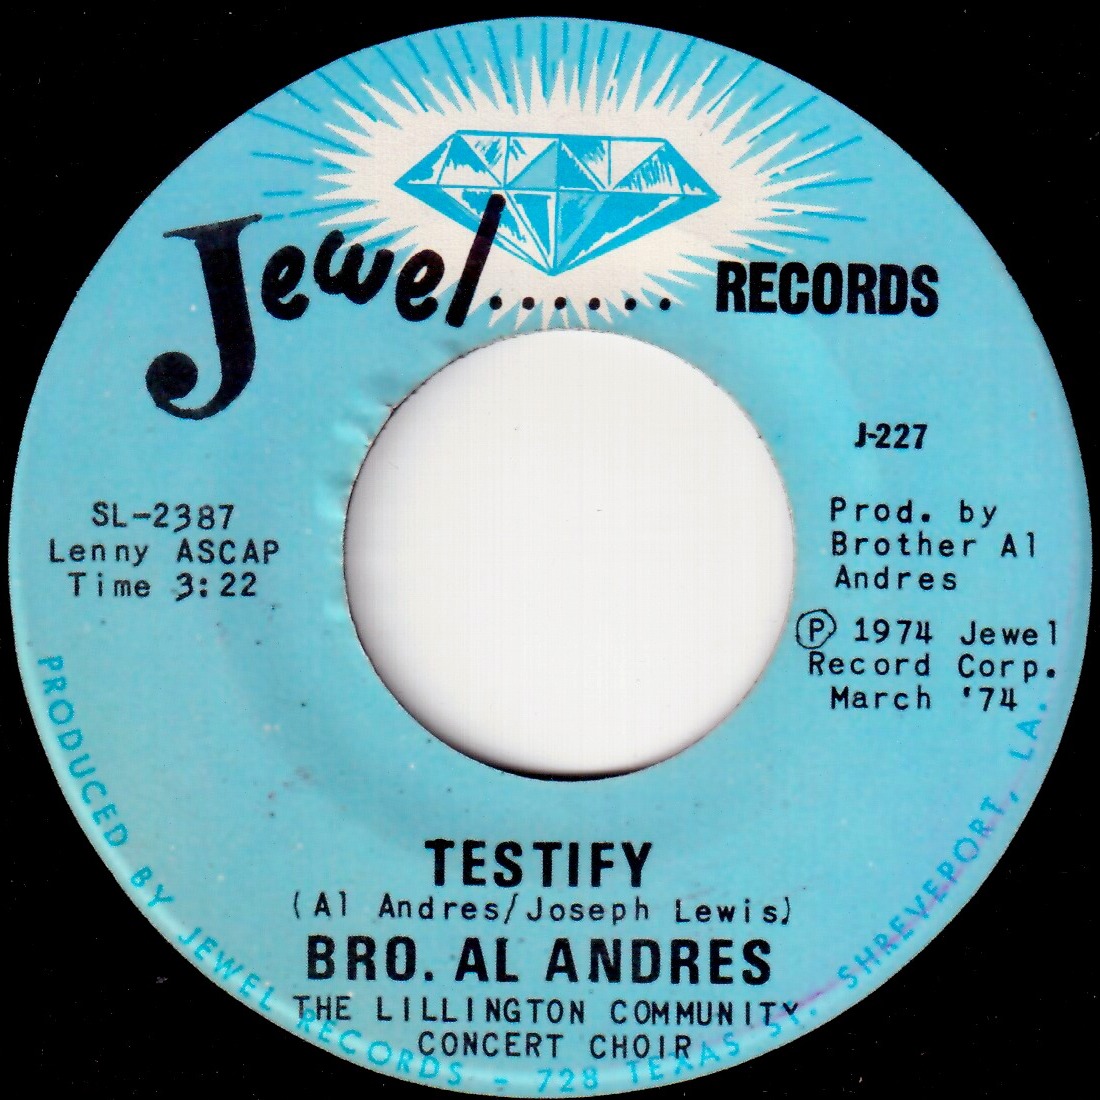 Jewel...... RECORDS
J-227
SL-2387
Lenny ASCAP
Time 3:22
Prod. by
Brother Al
Andres
Ⓟ 1974 Jewel
Record Corp.
March '74
TESTIFY
(Al Andres/Joseph Lewis)
BRO. AL ANDRES
THE LILLINGTON COMMUNITY
CONCERT CHOIR
PRODUCED BY JEWEL RECORDS - 728 TEXAS ST. SHREVEPORT, LA.